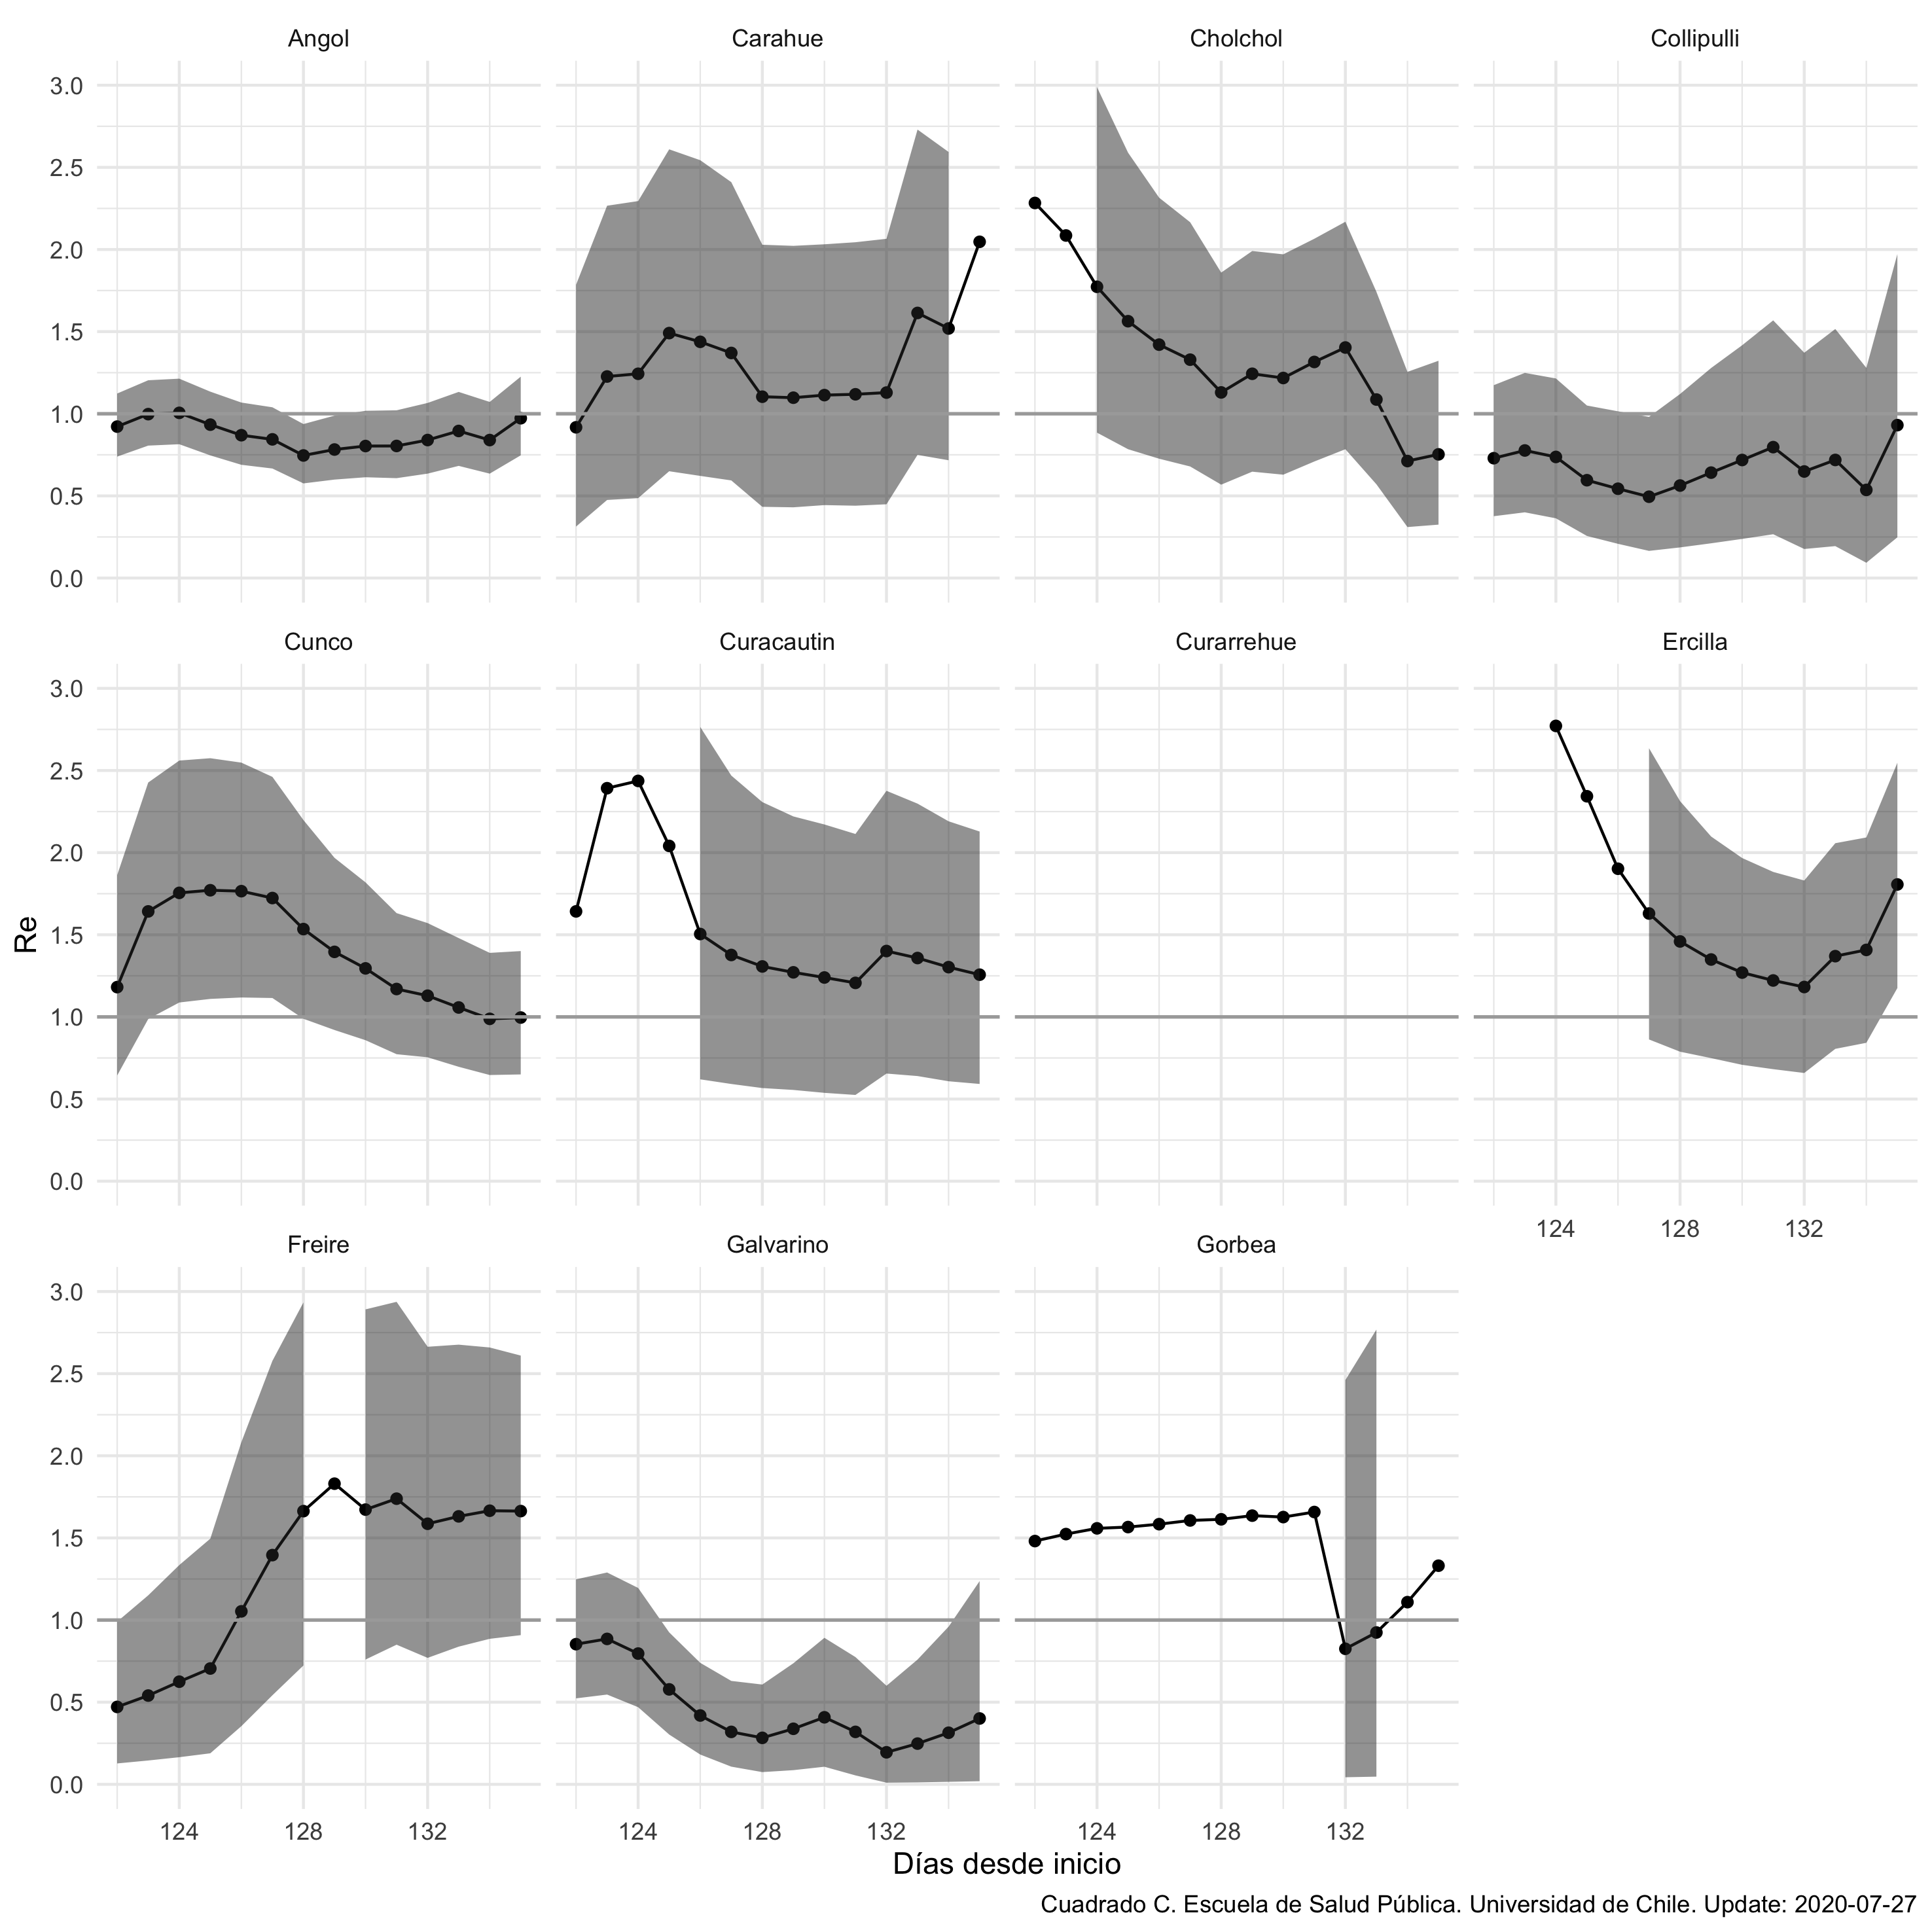 Angol Carahue Cholchol Collipulli
3.0
2.5
2.0
1.5
1.0
0.5
0.0
Cunco Curacautin Curarrehue Ercilla
3.0
2.5
2.0
1.5
1.0
0.5
0.0
124 128 132
Re
Freire Galvarino Gorbea
3.0
2.5
2.0
1.5
1.0
0.5
0.0
124 128 132 124 128 132 124 128 132
Días desde inicio
Cuadrado C. Escuela de Salud Pública. Universidad de Chile. Update: 2020-07-27